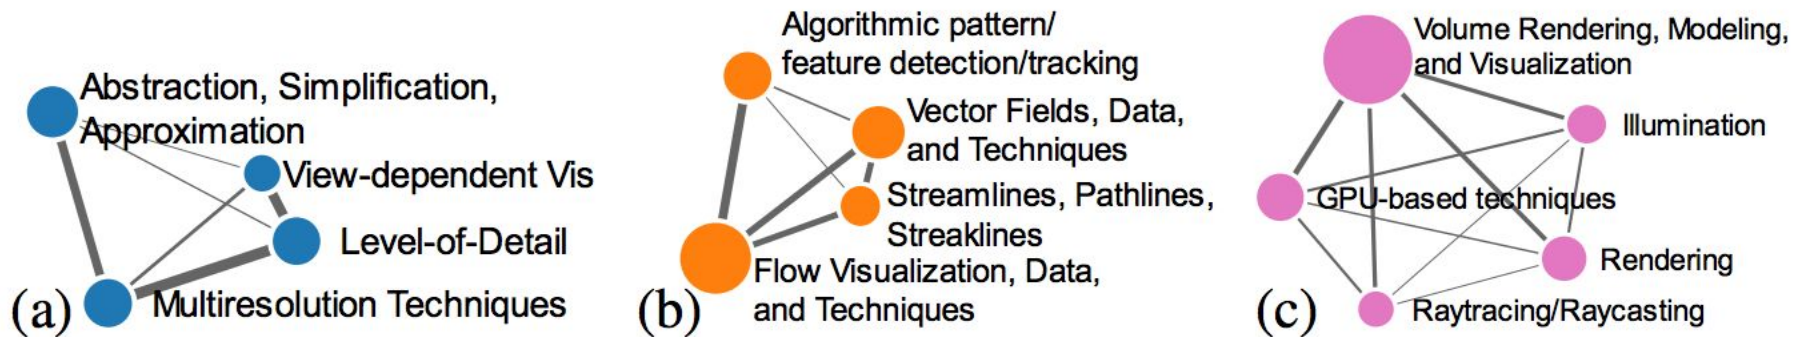 Abstraction, Simplification,
Approximation
View-dependent Vis
Level-of-Detail
Multiresolution Techniques
(a)
Algorithmic pattern/
feature detection/tracking
Vector Fields, Data,
and Techniques
Streamlines, Pathlines,
Streaklines
Flow Visualization, Data,
and Techniques
(b)
Volume Rendering, Modeling,
and Visualization
Illumination
GPU-based techniques
Rendering
Raytracing/Raycasting
(c)